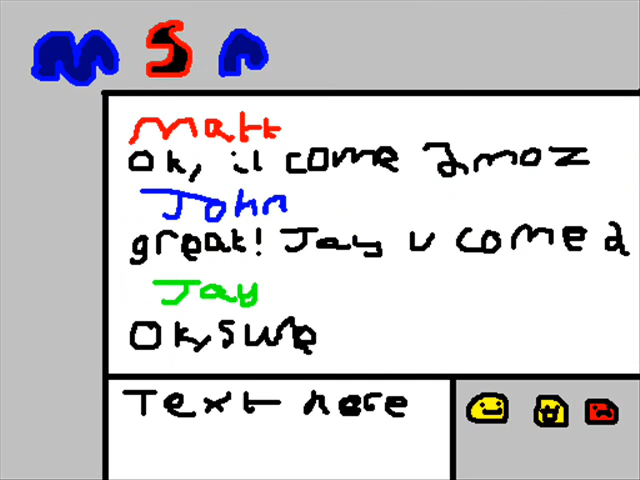 msn
Matt
Ok, il come 2moz
John
great! Jay u come 2
Jay
Ok, sure
Text here